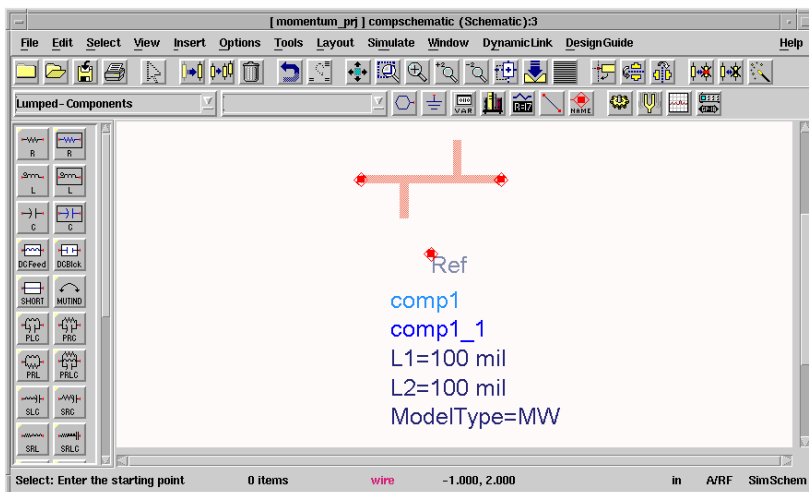 [ momentum_prj ] compschematic (Schematic):3
File Edit Select View Insert Options Tools Layout Simulate Window DynamicLink DesignGuide Help
VAR R=17 NAME
Lumped-Components
R R
L L
C C
DCFeed DCBlck
SHORT MUTIND
PLC PRC
PRL PRLC
SLC SRC
SRL SRLC
Ref
comp1
comp1_1
L1=100 mil
L2=100 mil
ModelType=MW
Select: Enter the starting point 0 items wire -1.000, 2.000 in A/RF SimSchem